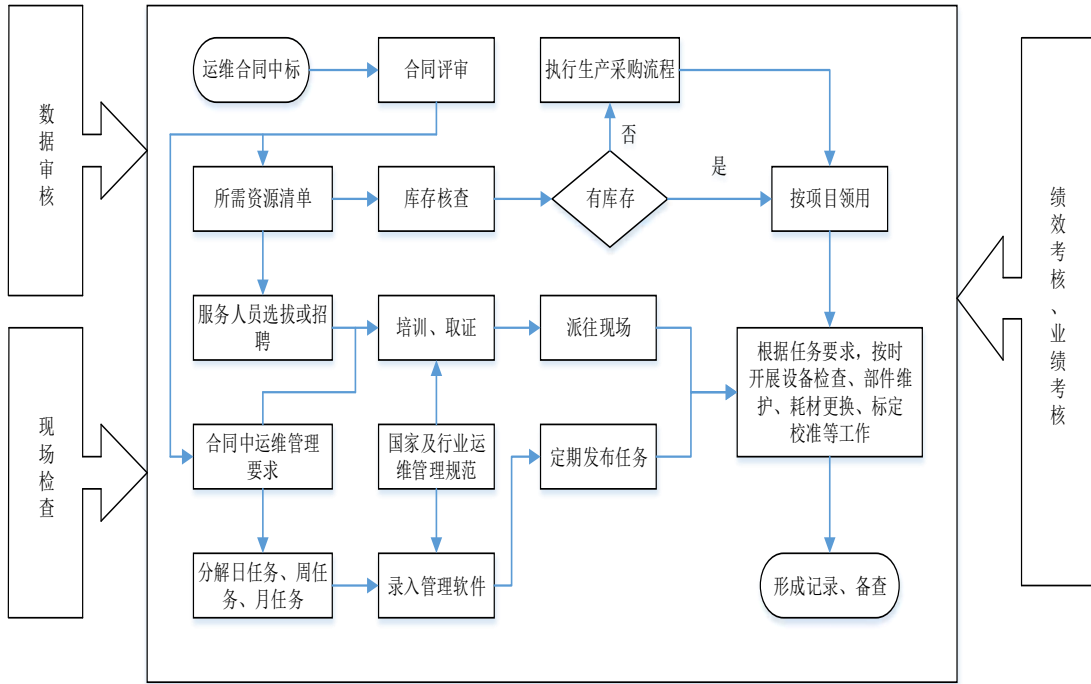 数据审核
现场检查
运维合同中标
合同评审
执行生产采购流程
否
是
所需资源清单
库存核查
有库存
按项目领用
服务人员选拔或招
聘
培训、取证
派往现场
根据任务要求，按时
开展设备检查、部件维
护、耗材更换、标定
校准等工作
合同中运维管理
要求
国家及行业运
维管理规范
定期发布任务
分解日任务、周任
务、月任务
录入管理软件
形成记录、备查
绩效考核、业绩考核